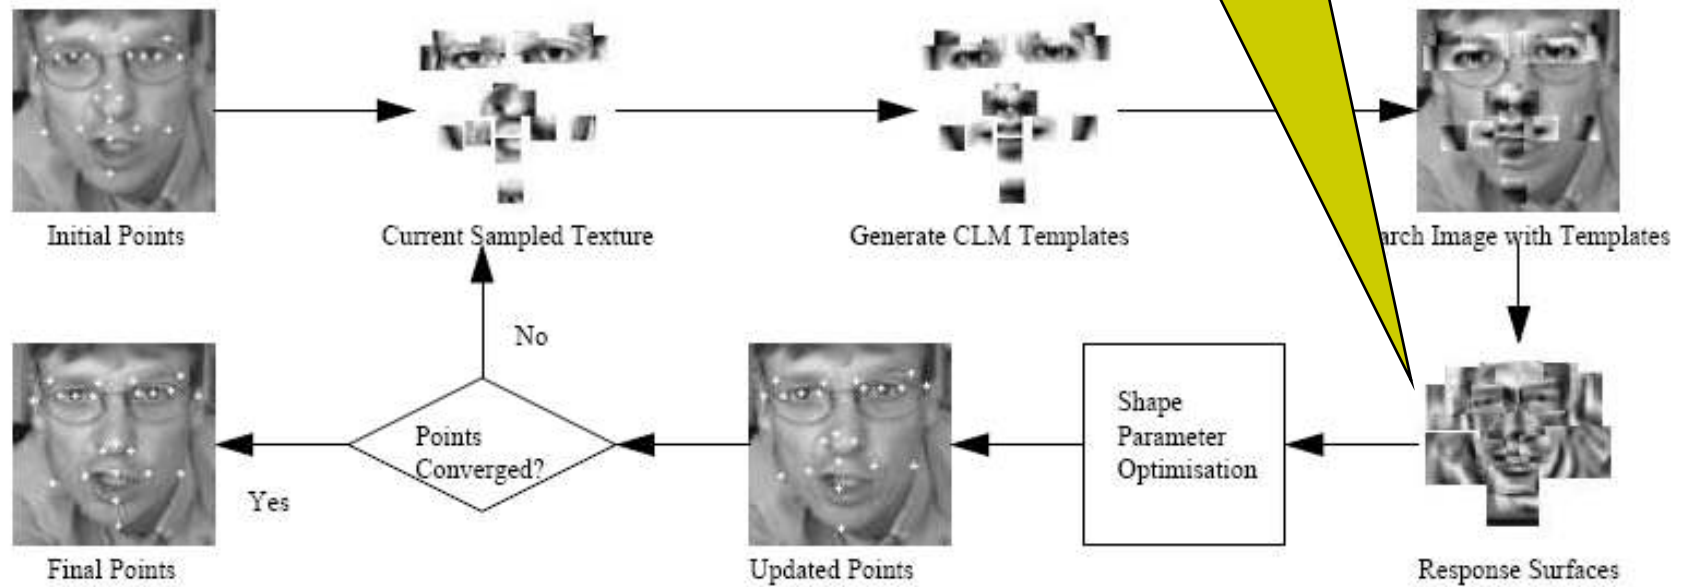 Initial Points
Current Sampled Texture
Generate CLM Templates
arch Image with Templates
No
Points
Converged?
Yes
Shape
Parameter
Optimisation
Final Points
Updated Points
Response Surfaces